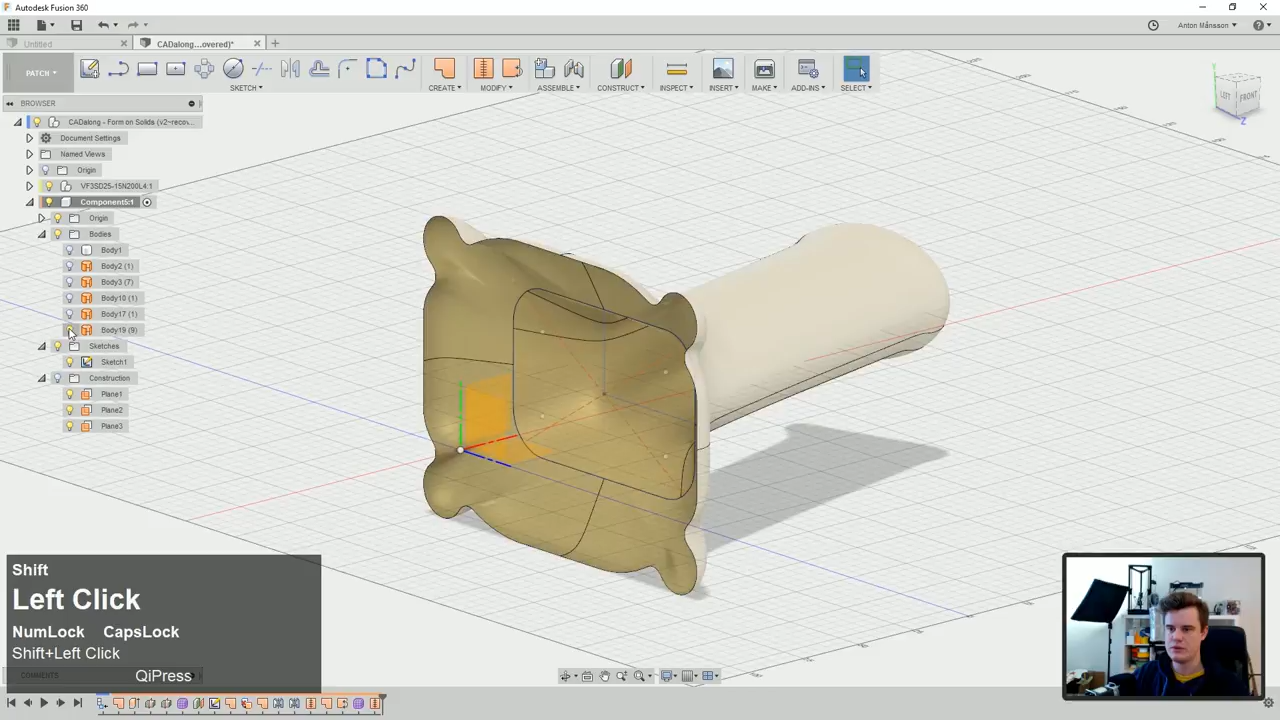 Autodesk Fusion 360
Anton Månsson
Untitled
CADalong...overed)*
PATCH
SKETCH
CREATE
MODIFY
ASSEMBLE
CONSTRUCT
INSPECT
INSERT
MAKE
ADD-INS
SELECT
BROWSER
CADalong - Form on Solids (v2~recov...
Document Settings
Named Views
Origin
VF3SD25-15N200L4:1
Component5:1
Origin
Bodies
Body1
Body2 (1)
Body3 (7)
Body10 (1)
Body17 (1)
Body19 (9)
Sketches
Sketch1
Construction
Plane1
Plane2
Plane3
FRONT
Z
Shift
Left Click
NumLock CapsLock
Shift+Left Click
COMMENTS
QiPress